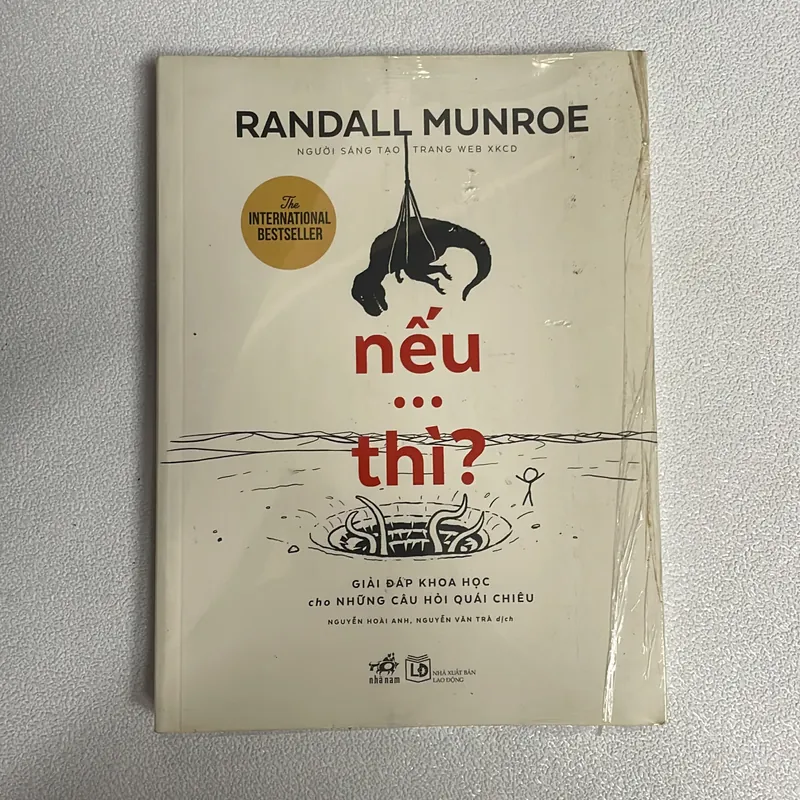 RANDALL MUNROE
NGƯỜI SÁNG TẠO TRANG WEB XKCD
The
INTERNATIONAL
BESTSELLER
nếu
...
thì?
GIẢI ĐÁP KHOA HỌC
cho NHỮNG CÂU HỎI QUÁI CHIÊU
NGUYỄN HOÀI ANH, NGUYỄN VĂN TRÀ dịch
nhã nam
LĐ
NHÀ XUẤT BẢN
LAO ĐỘNG